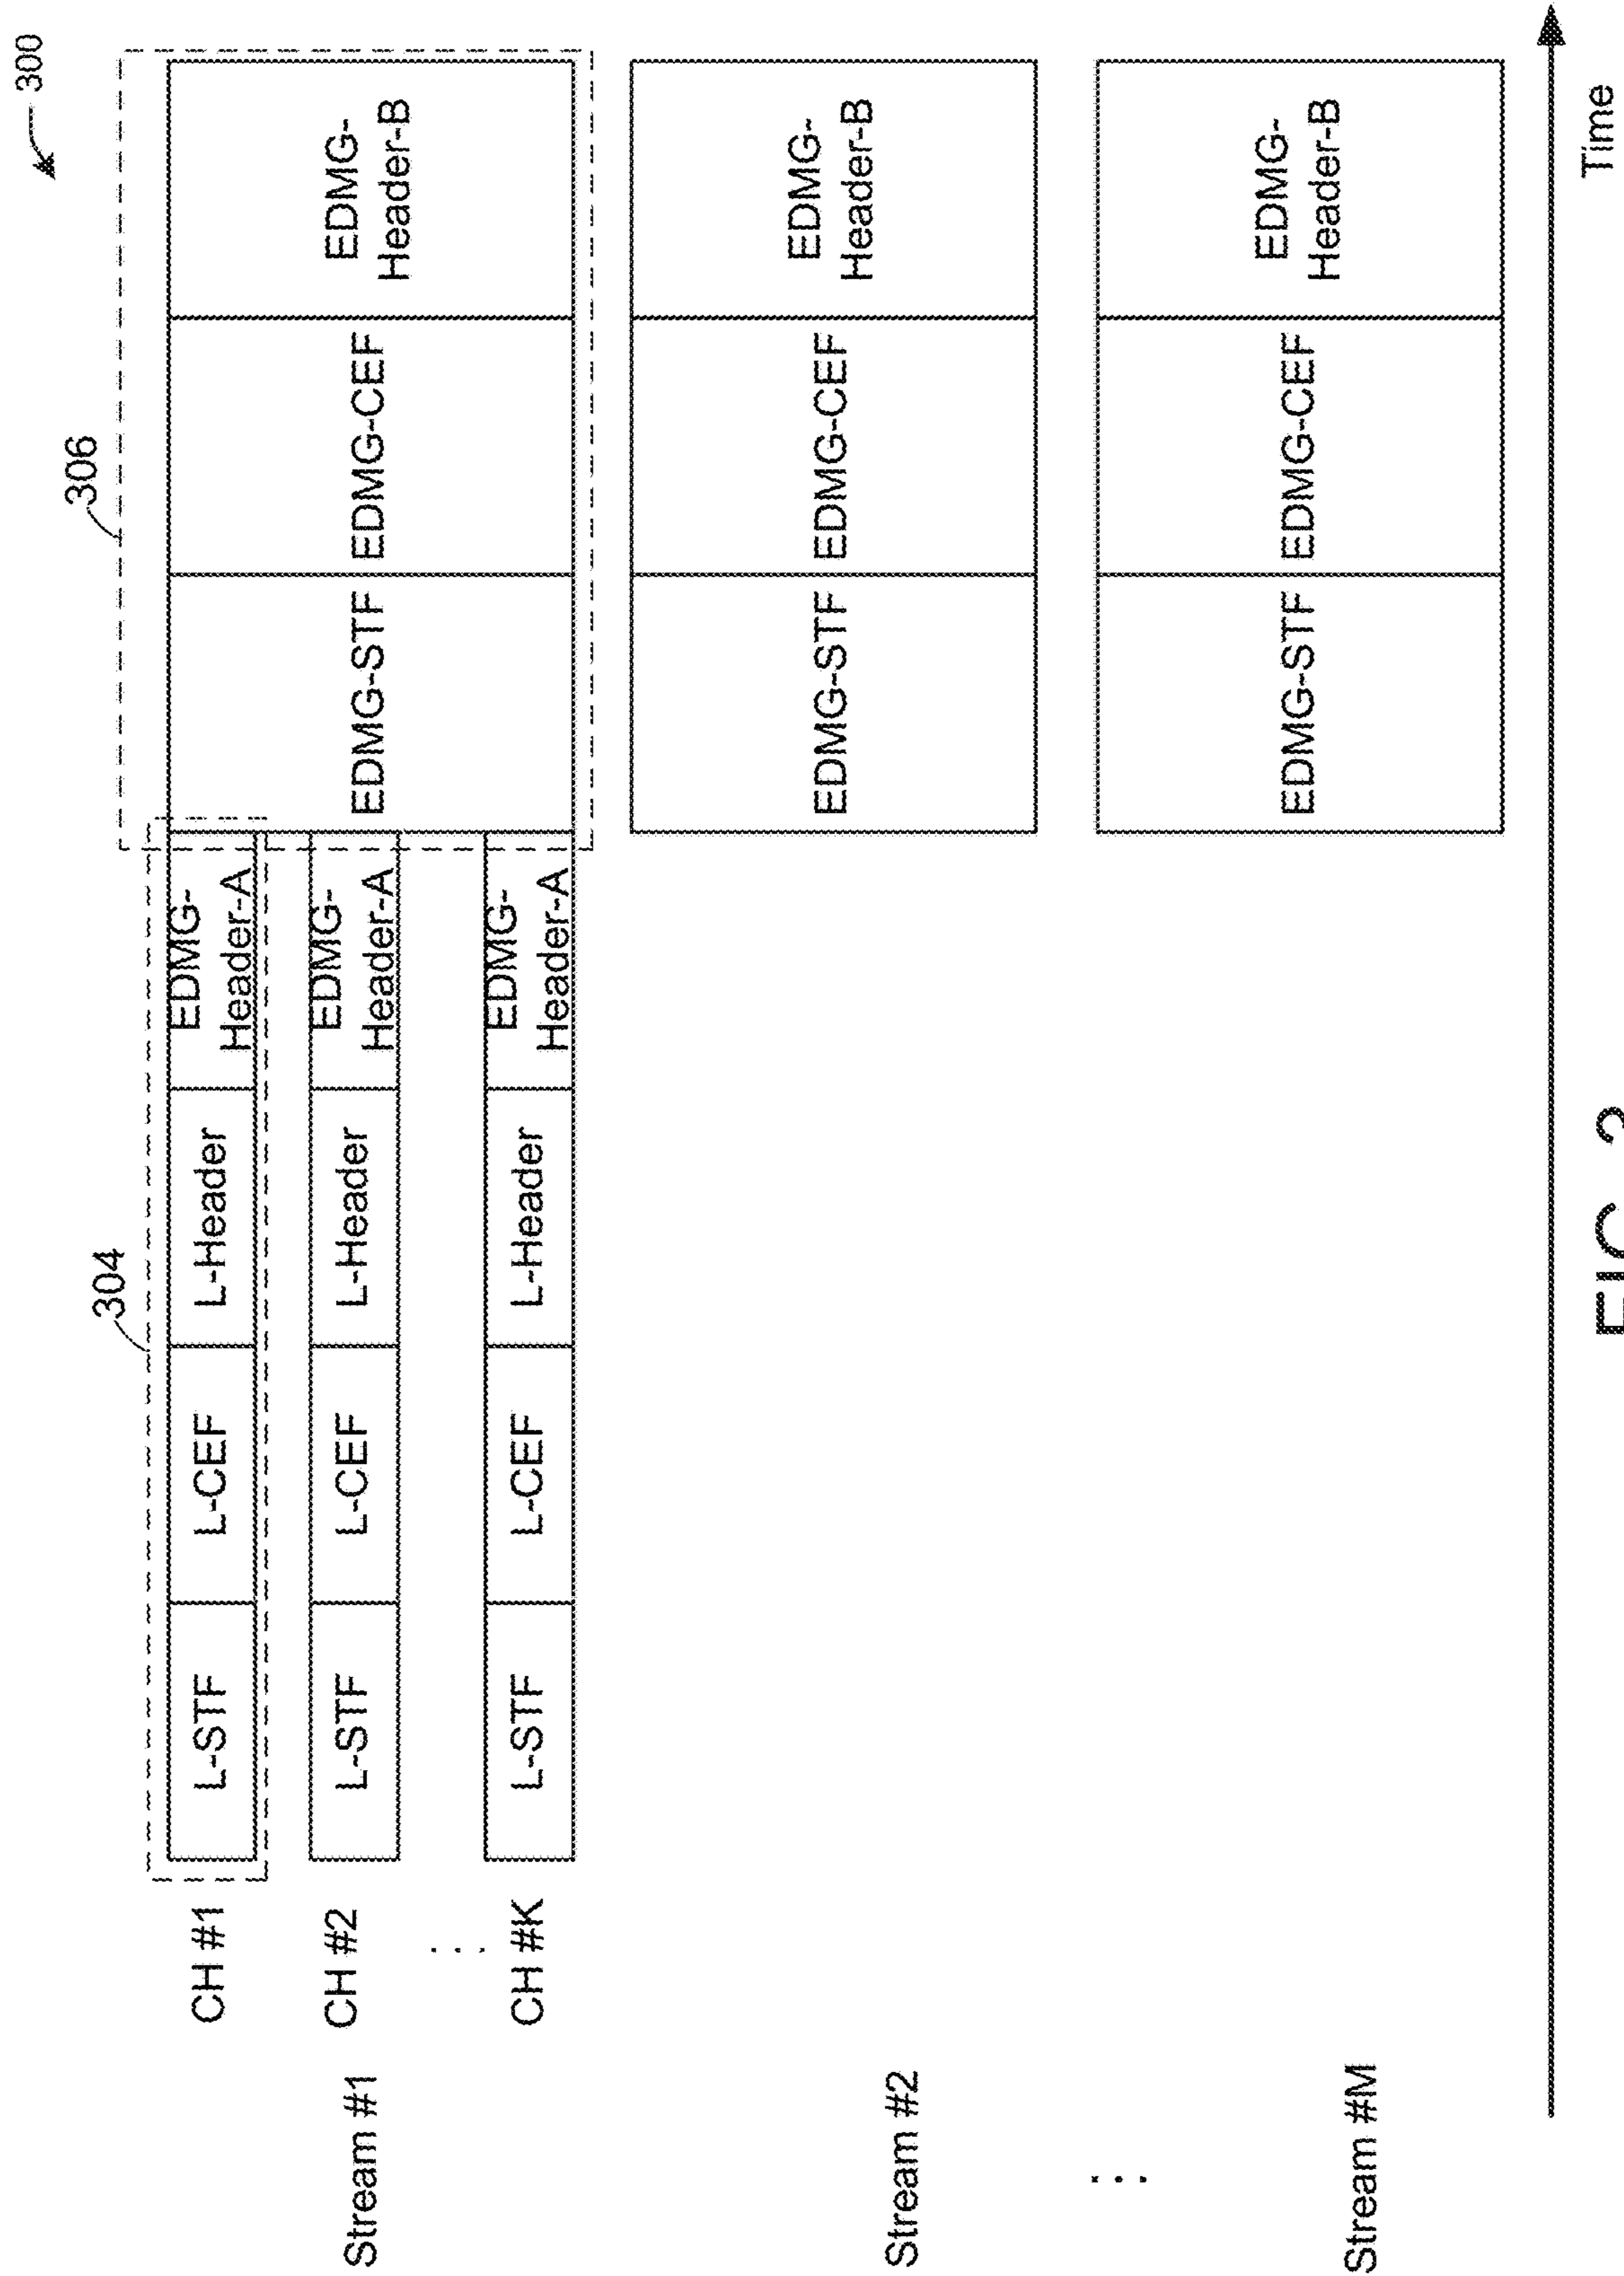 300
304
306
CH #1
L-STF
L-CEF
L-Header
EDMG-
Header-A
EDMG-STF
EDMG-CEF
EDMG-
Header-B
Stream #1
CH #2
L-STF
L-CEF
L-Header
EDMG-
Header-A
⋮
CH #K
L-STF
L-CEF
L-Header
EDMG-
Header-A
Stream #2
EDMG-STF
EDMG-CEF
EDMG-
Header-B
⋮
Stream #M
EDMG-STF
EDMG-CEF
EDMG-
Header-B
Time